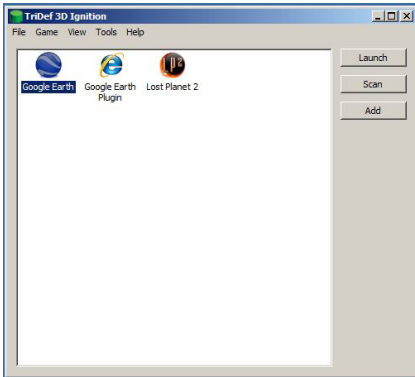 TriDef 3D Ignition
File Game View Tools Help
Launch
Scan
Add
Google Earth
Google Earth Plugin
Lost Planet 2